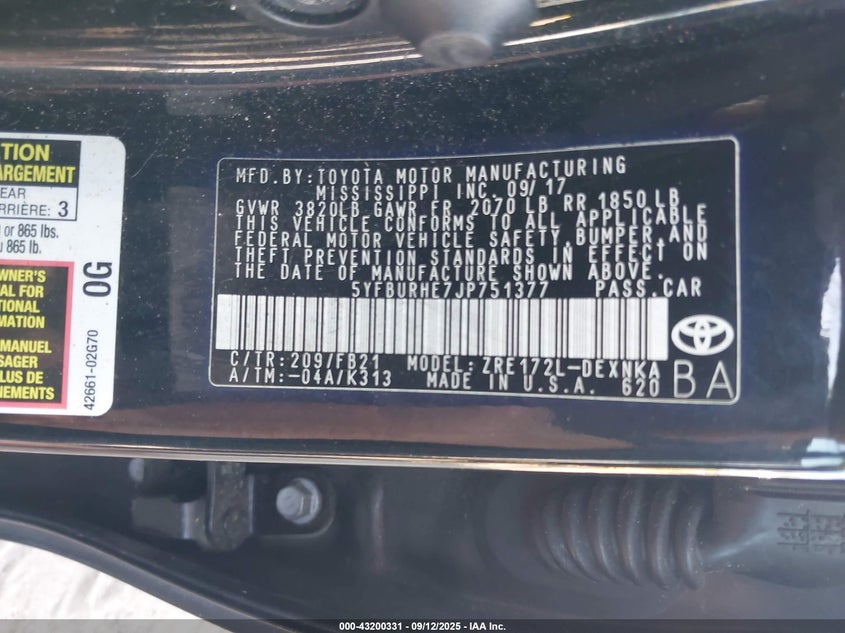 TION
ARGEMENT
EAR
RRIÈRE: 3
or 865 lbs.
865 lb.
WNER'S
AL FOR
TIONAL
MATION
MANUEL
SAGER
NEMENTS
0G
42661-02G70
MFD.BY:TOYOTA MOTOR MANUFACTURING
MISSISSIPPI INC.09/17
GVWR 3820LB GAWR FR 2070 LB RR 1850 LB
THIS VEHICLE CONFORMS TO ALL APPLICABLE
FEDERAL MOTOR VEHICLE SAFETY,BUMPER,AND
THEFT PREVENTION STANDARDS IN EFFECT ON
THE DATE OF MANUFACTURE SHOWN ABOVE.
5YFBURHE7JP751377 PASS.CAR
C/TR:209/FB21 MODEL:ZRE172L-DEXNKA
A/TM:-04A/K313 MADE IN U.S.A. 620
BA
000-43200331 - 09/12/2025 - IAA Inc.